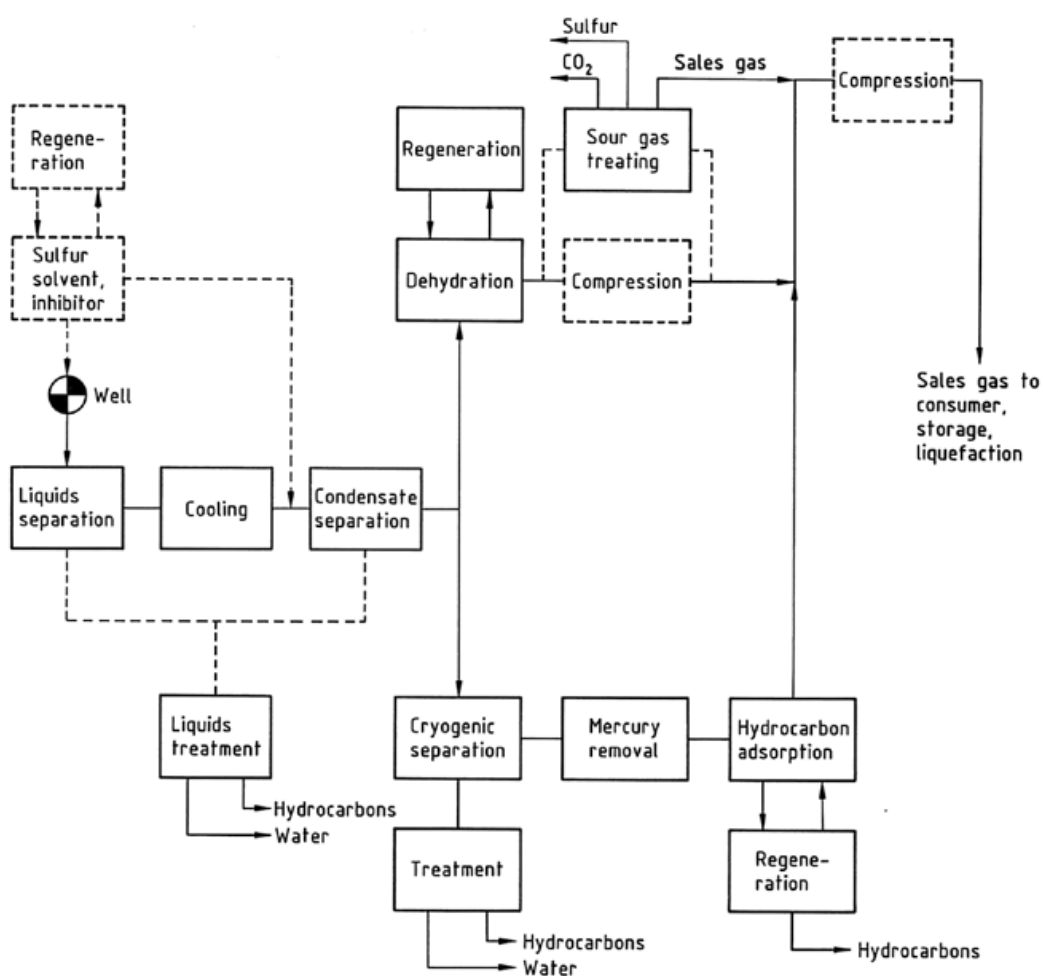 Sulfur
CO₂
Sales gas
Compression
Regene-
ration
Regeneration
Sour gas
treating
Sulfur
solvent,
inhibitor
Dehydration
Compression
Well
Sales gas to
consumer,
storage,
liquefaction
Liquids
separation
Cooling
Condensate
separation
Liquids
treatment
Cryogenic
separation
Mercury
removal
Hydrocarbon
adsorption
Hydrocarbons
Water
Treatment
Regene-
ration
Hydrocarbons
Water
Hydrocarbons